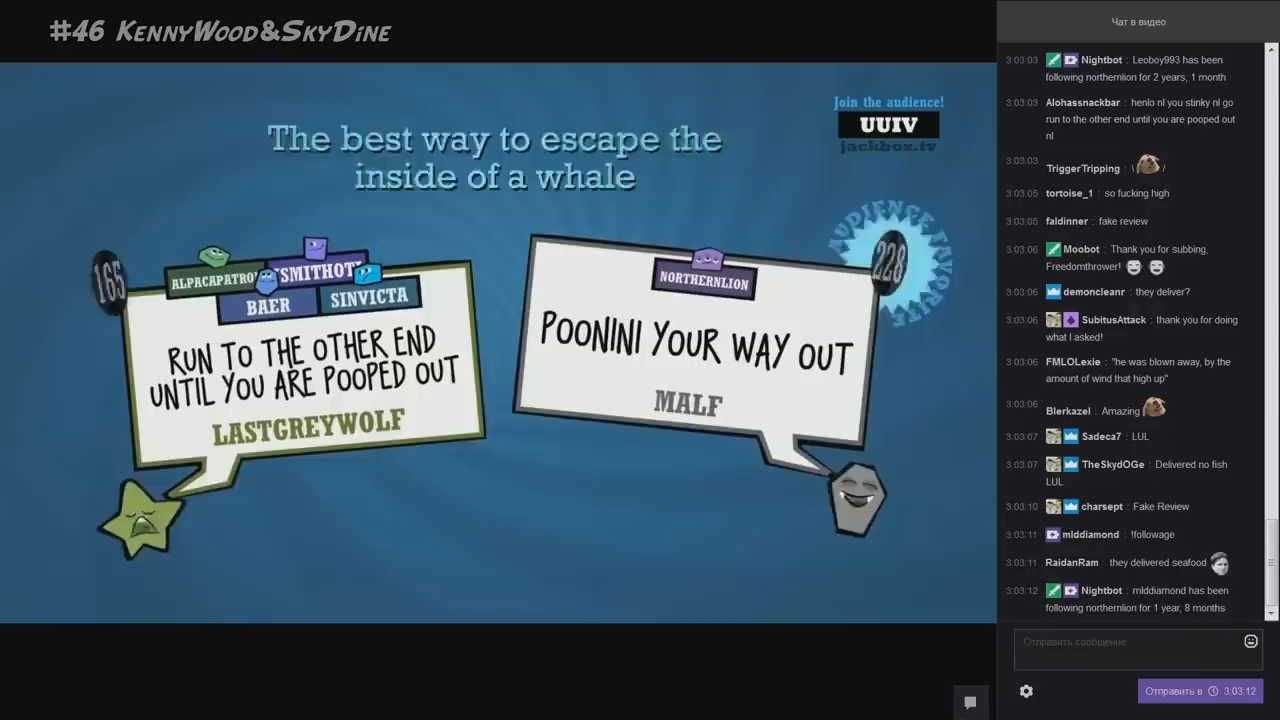 #46 KENNYWOOD&SKYDINE
Join the audience!
UUIV
jackbox.tv
The best way to escape the
inside of a whale
AUDIENCE FAVORITE
165
228
ALPACAPATRO
SMITHOT
BAER
SINVICTA
RUN TO THE OTHER END
UNTIL YOU ARE POOPED OUT
LASTGREYWOLF
NORTHERNLION
POONINI YOUR WAY OUT
MALF
Чат в видео
3:03:03 Nightbot : Leoboy993 has been
following northernlion for 2 years, 1 month
Alohassnackbar : henlo nl you stinky nl go
run to the other end until you are pooped out
nl
3:03:03 TriggerTripping : \ /
3:03:05 tortoise_1 : so fucking high
3:03:05 faldinner : fake review
3:03:06 Moobot : Thank you for subbing,
Freedomthrower!
3:03:06 demoncleanr : they deliver?
3:03:06 SubitusAttack : thank you for doing
what I asked!
3:03:06 FMLOLexie : "he was blown away, by the
amount of wind that high up"
3:03:06 Blerkazel : Amazing
3:03:07 Sadeca7 : LUL
3:03:07 TheSkydOGe : Delivered no fish
LUL
3:03:10 charsept : Fake Review
3:03:11 mlddiamond : !followage
3:03:11 RaidanRam : they delivered seafood
3:03:12 Nightbot : mlddiamond has been
following northernlion for 1 year, 8 months
Отправить сообщение
Отправить в 3:03:12